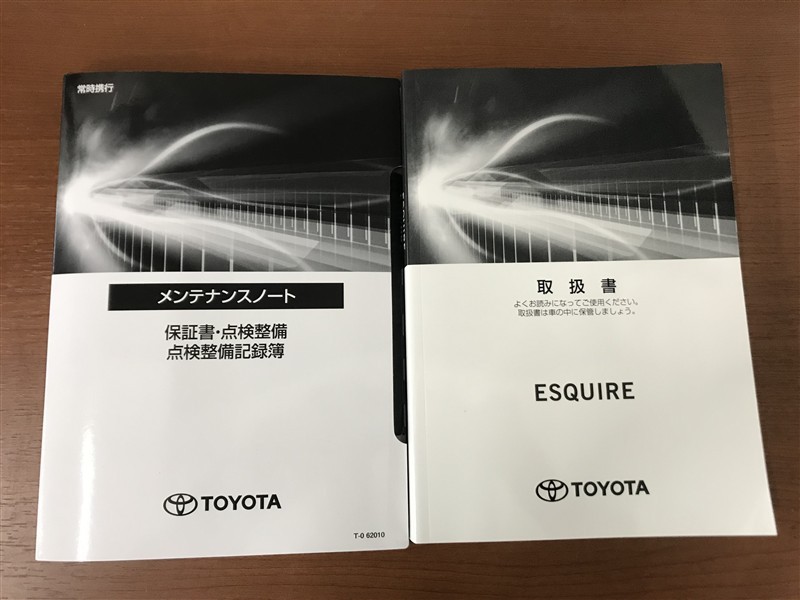 常時携行
メンテナンスノート
保証書・点検整備
点検整備記録簿
TOYOTA
T-0 62010
取扱書
よくお読みになってご使用ください。
取扱書は車の中に保管しましょう。
ESQUIRE
TOYOTA